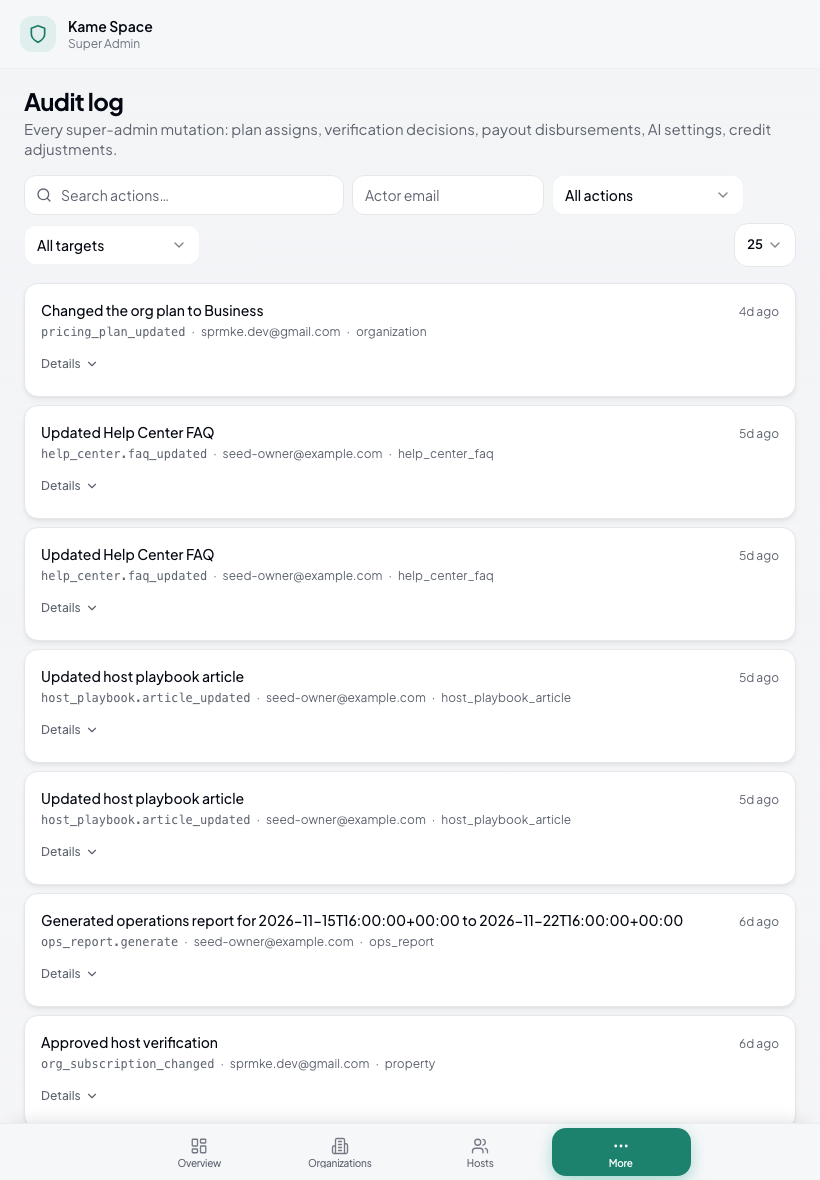 Kame Space
Super Admin
Audit log
Every super-admin mutation: plan assigns, verification decisions, payout disbursements, AI settings, credit
adjustments.
Search actions…
Actor email
All actions
All targets
25
Changed the org plan to Business
4d ago
pricing_plan_updated · sprmke.dev@gmail.com · organization
Details
Updated Help Center FAQ
5d ago
help_center.faq_updated · seed-owner@example.com · help_center_faq
Details
Updated Help Center FAQ
5d ago
help_center.faq_updated · seed-owner@example.com · help_center_faq
Details
Updated host playbook article
5d ago
host_playbook.article_updated · seed-owner@example.com · host_playbook_article
Details
Updated host playbook article
5d ago
host_playbook.article_updated · seed-owner@example.com · host_playbook_article
Details
Generated operations report for 2026-11-15T16:00:00+00:00 to 2026-11-22T16:00:00+00:00
6d ago
ops_report.generate · seed-owner@example.com · ops_report
Details
Approved host verification
6d ago
org_subscription_changed · sprmke.dev@gmail.com · property
Details
Overview
Organizations
Hosts
More